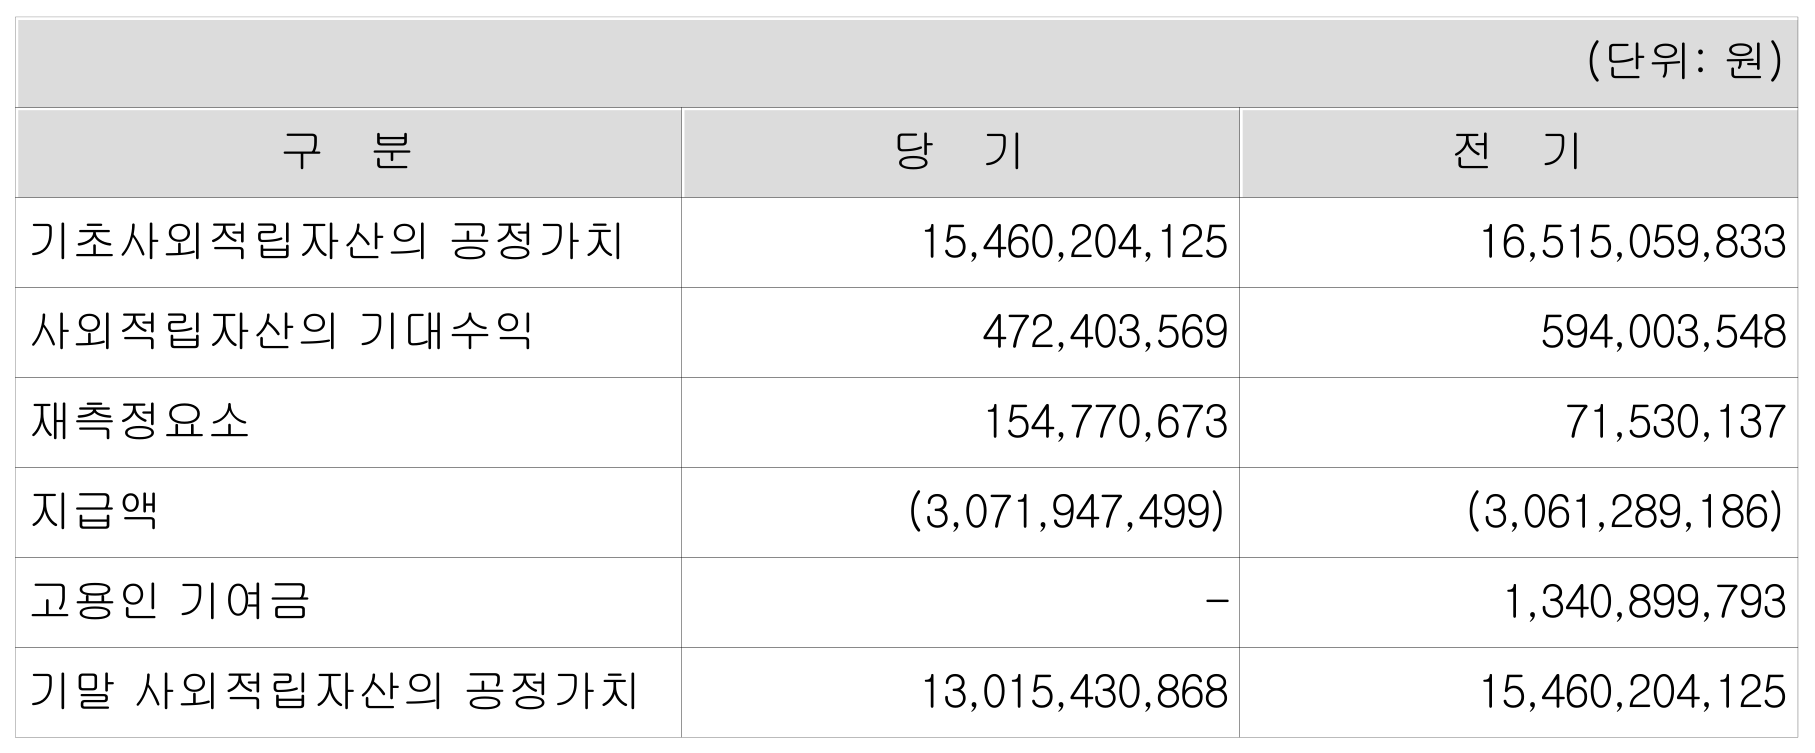 (단위: 원)
구 분 당 기 전 기
기초사외적립자산의 공정가치 15,460,204,125 16,515,059,833
사외적립자산의 기대수익 472,403,569 594,003,548
재측정요소 154,770,673 71,530,137
지급액 (3,071,947,499) (3,061,289,186)
고용인 기여금 – 1,340,899,793
기말 사외적립자산의 공정가치 13,015,430,868 15,460,204,125